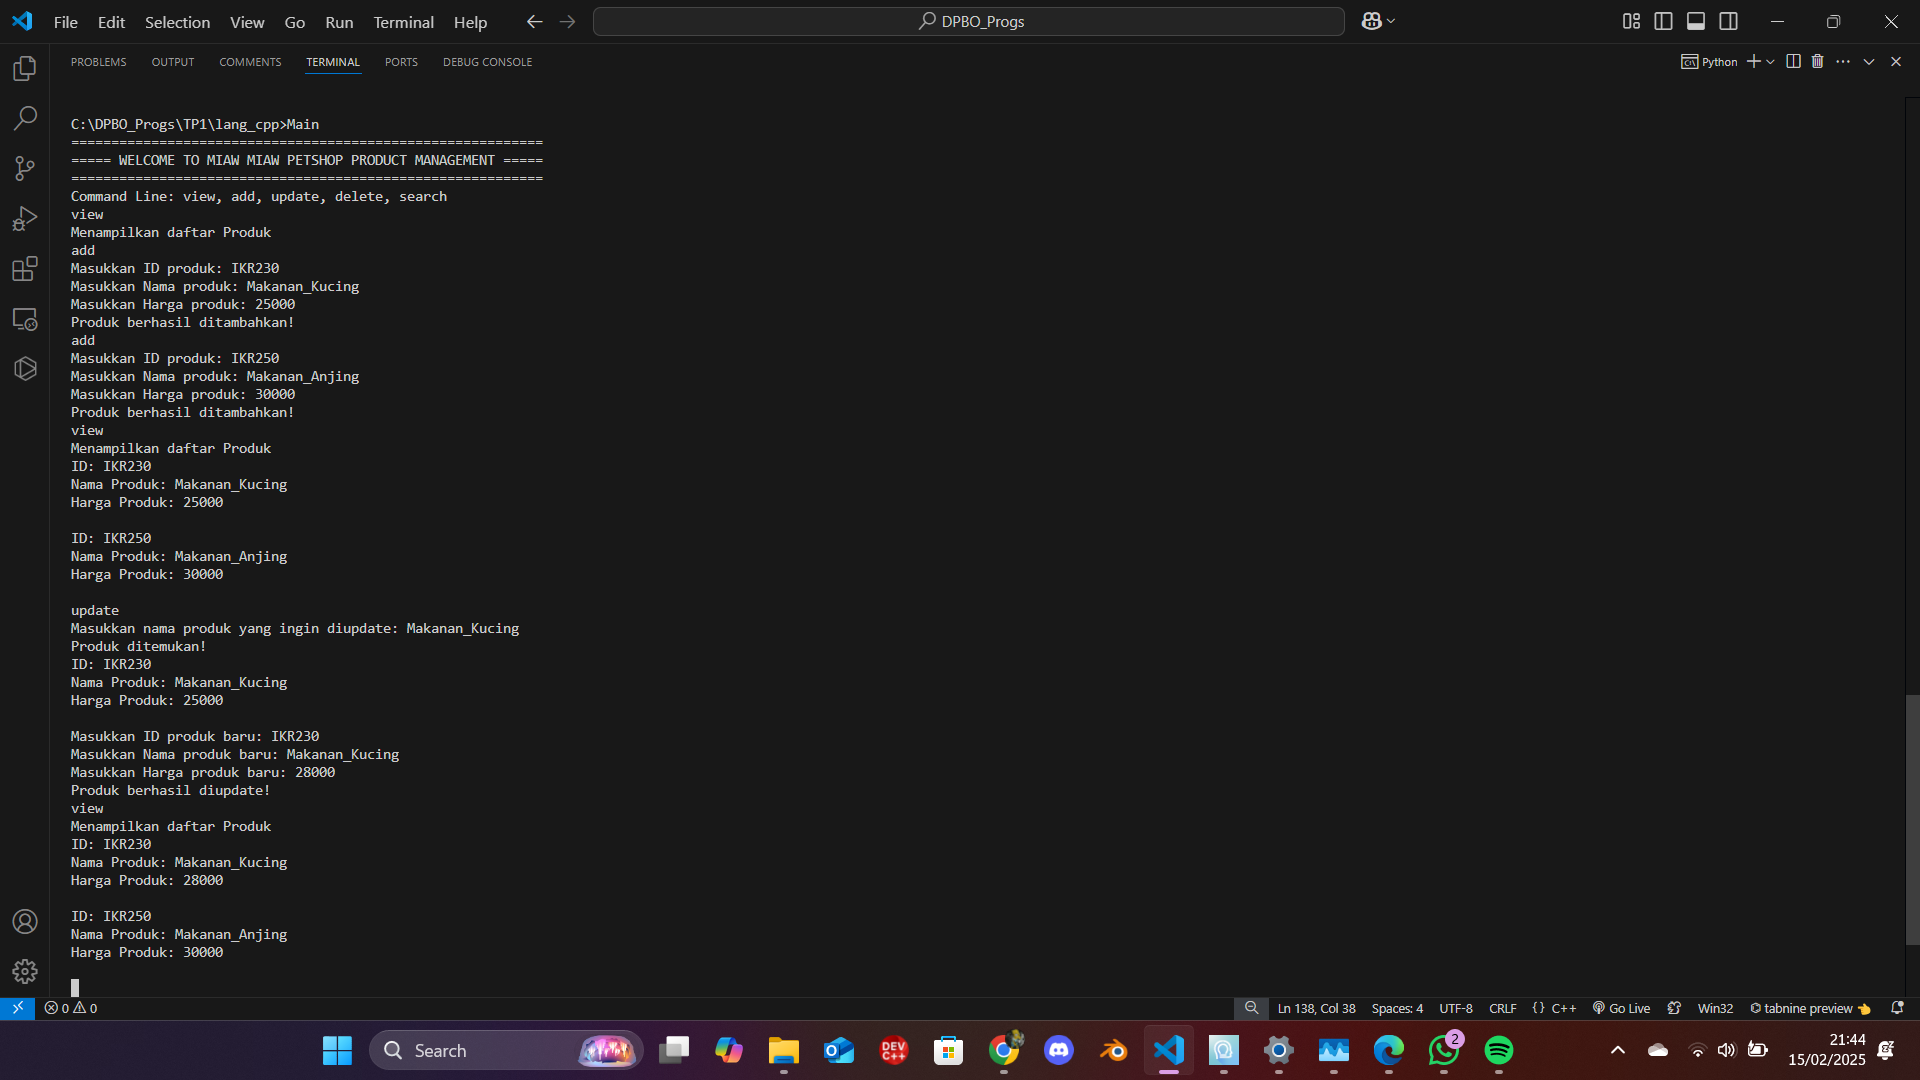 File Edit Selection View Go Run Terminal Help DPBO_Progs
PROBLEMS OUTPUT COMMENTS TERMINAL PORTS DEBUG CONSOLE Python
C:\DPBO_Progs\TP1\lang_cpp>Main
===========================================================
===== WELCOME TO MIAW MIAW PETSHOP PRODUCT MANAGEMENT =====
===========================================================
Command Line: view, add, update, delete, search
view
Menampilkan daftar Produk
add
Masukkan ID produk: IKR230
Masukkan Nama produk: Makanan_Kucing
Masukkan Harga produk: 25000
Produk berhasil ditambahkan!
add
Masukkan ID produk: IKR250
Masukkan Nama produk: Makanan_Anjing
Masukkan Harga produk: 30000
Produk berhasil ditambahkan!
view
Menampilkan daftar Produk
ID: IKR230
Nama Produk: Makanan_Kucing
Harga Produk: 25000
ID: IKR250
Nama Produk: Makanan_Anjing
Harga Produk: 30000
update
Masukkan nama produk yang ingin diupdate: Makanan_Kucing
Produk ditemukan!
ID: IKR230
Nama Produk: Makanan_Kucing
Harga Produk: 25000
Masukkan ID produk baru: IKR230
Masukkan Nama produk baru: Makanan_Kucing
Masukkan Harga produk baru: 28000
Produk berhasil diupdate!
view
Menampilkan daftar Produk
ID: IKR230
Nama Produk: Makanan_Kucing
Harga Produk: 28000
ID: IKR250
Nama Produk: Makanan_Anjing
Harga Produk: 30000
0 0 Ln 138, Col 38 Spaces: 4 UTF-8 CRLF {} C++ Go Live Win32 tabnine preview
Search DEV C++ 2 21:44
15/02/2025